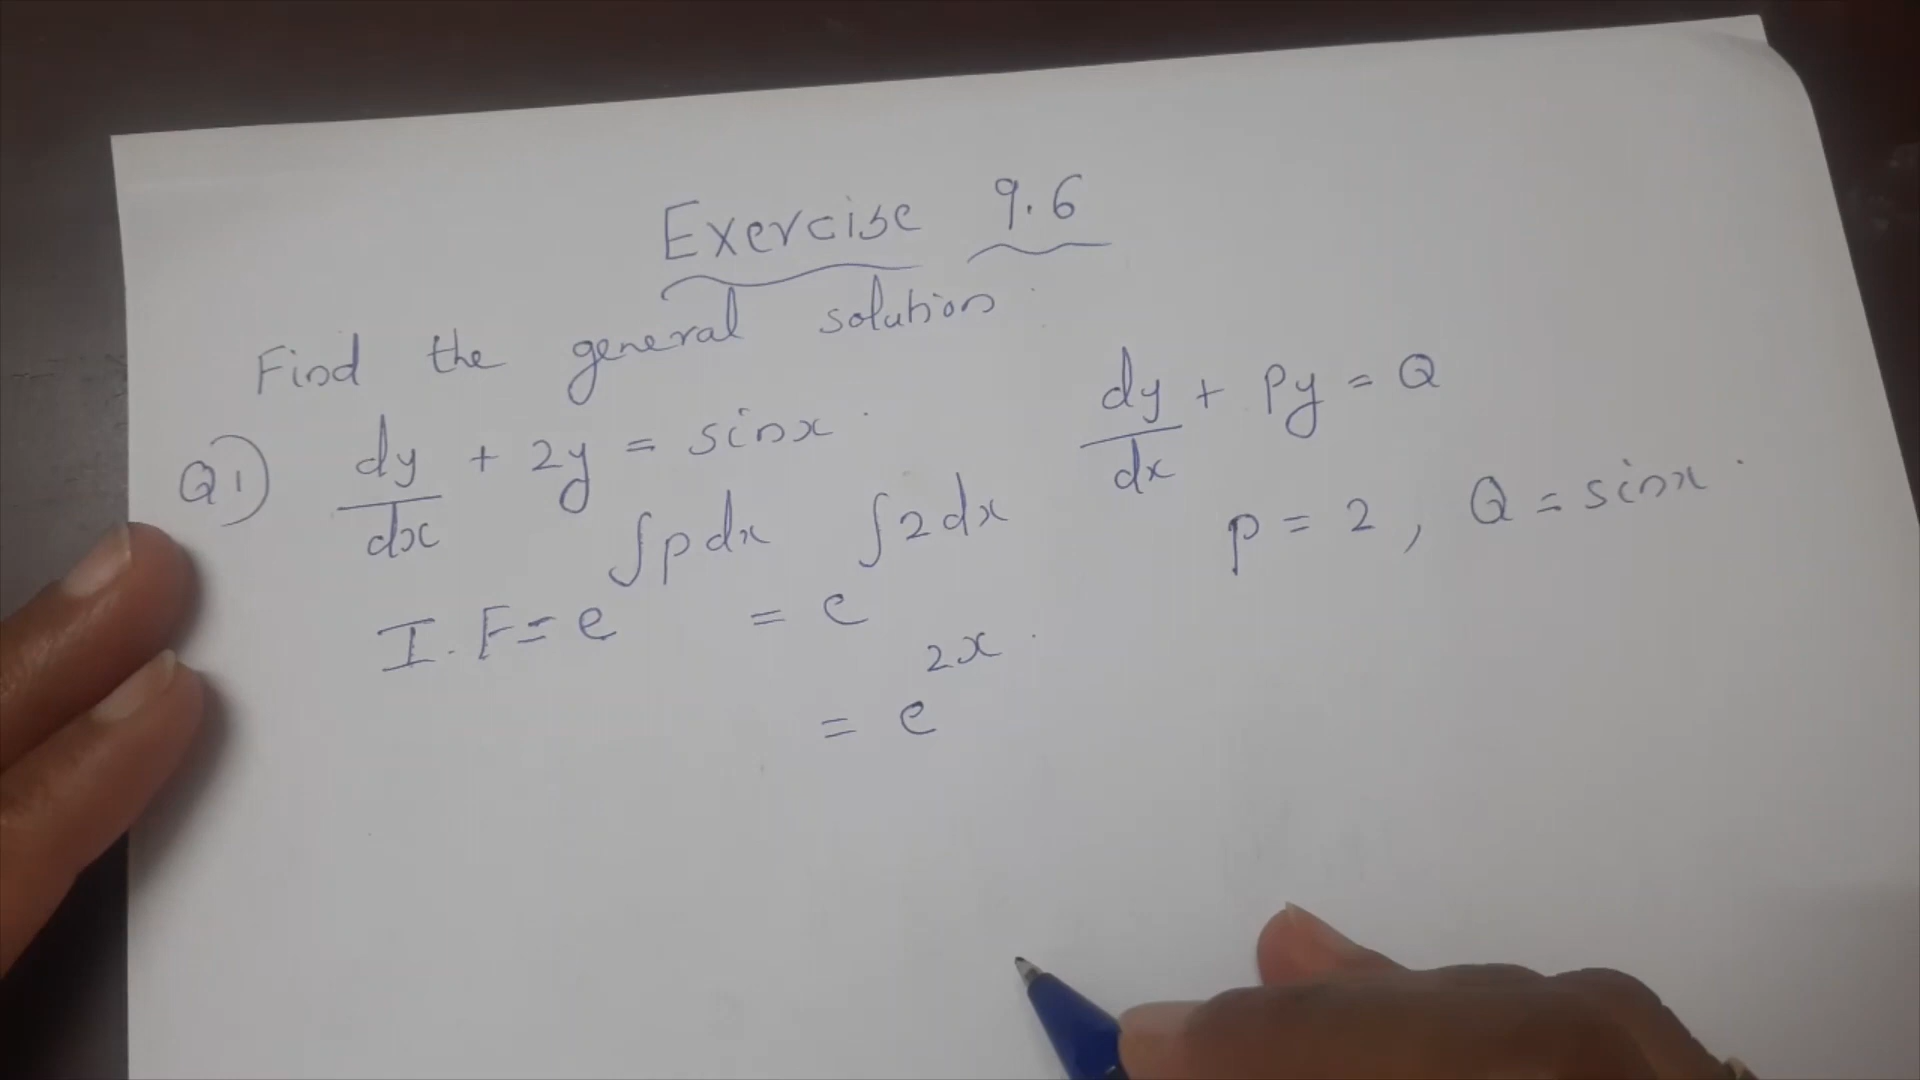 Exercise 9.6
Find the general solution.
Q1) dy/dx + 2y = sinx.
dy/dx + Py = Q
P = 2, Q = sinx.
I.F = e^∫pdx = e^∫2dx
= e^2x.